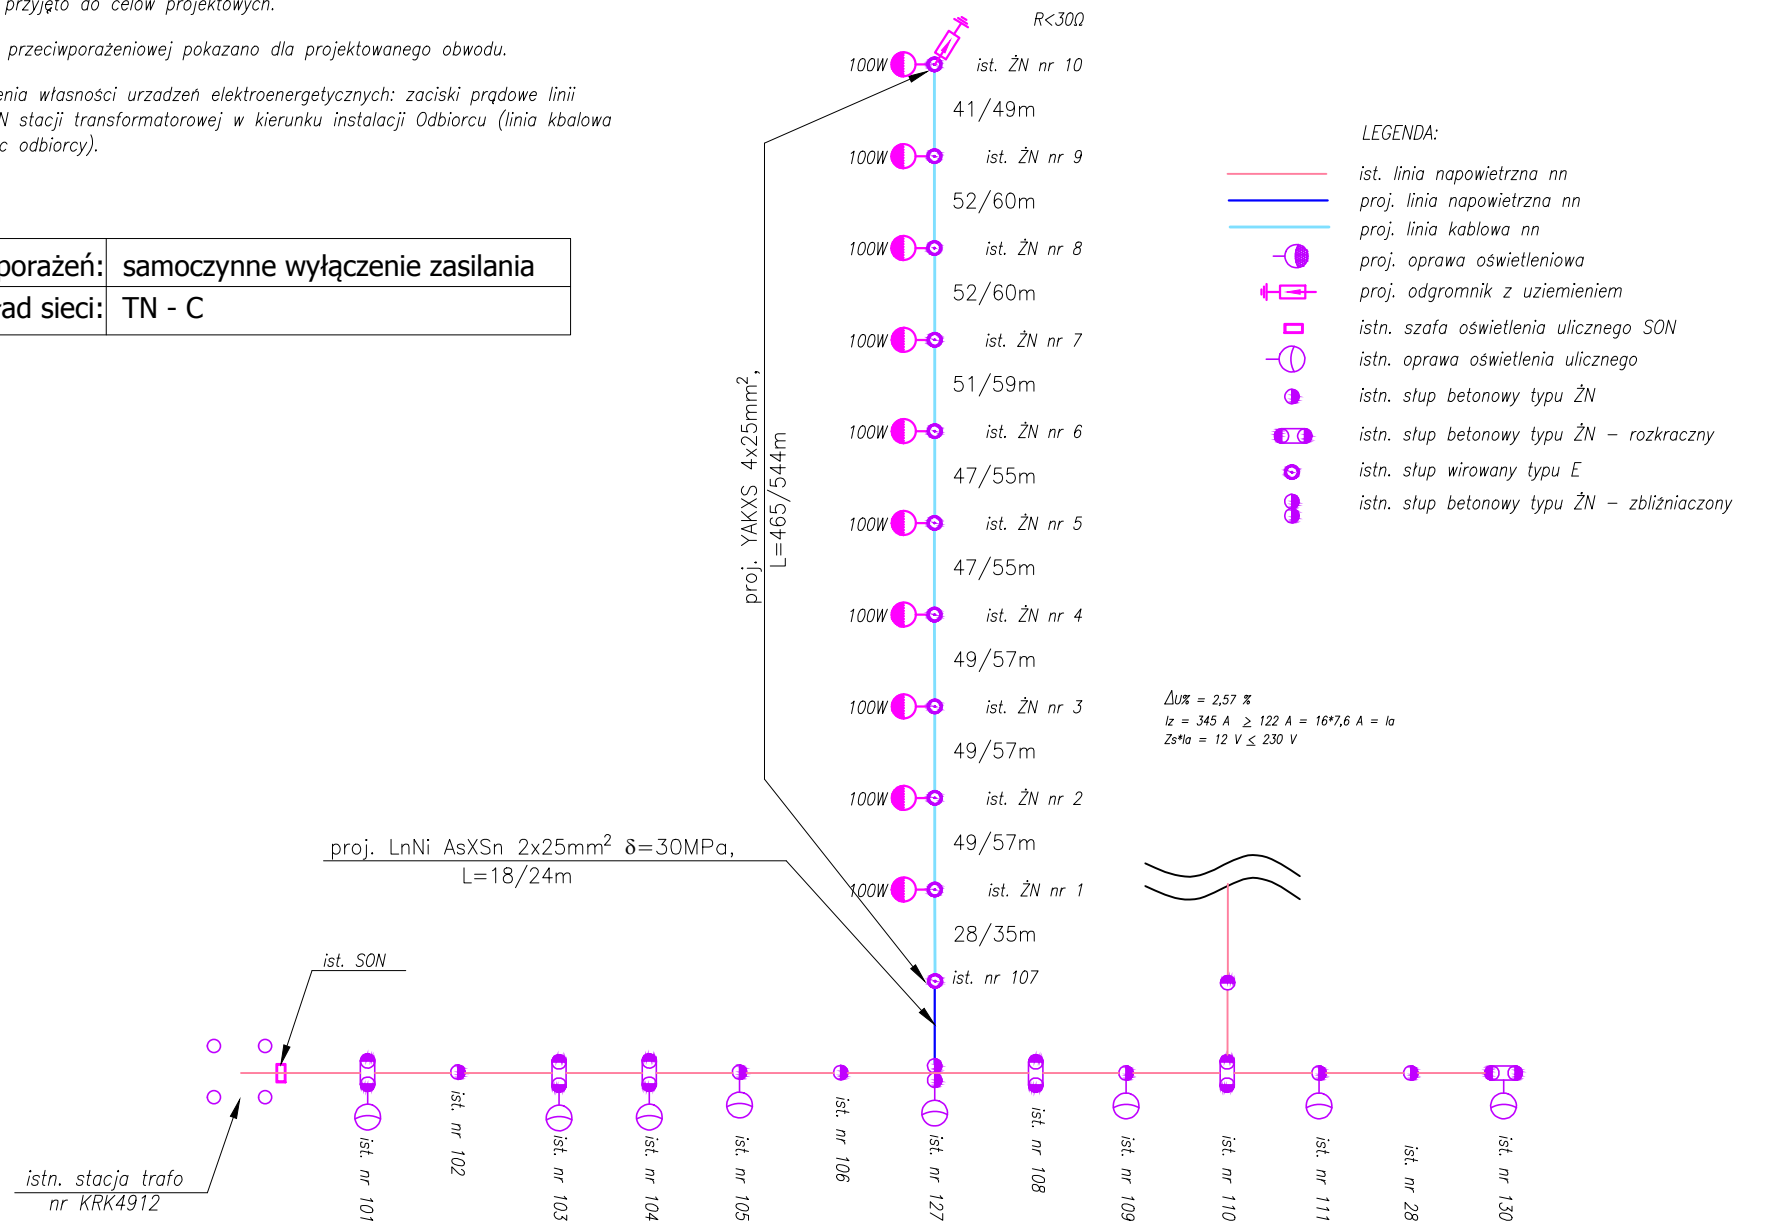 przyjęto do celów projektowych.
przeciwporażeniowej pokazano dla projektowanego obwodu.
enia własności urzadzeń elektroenergetycznych: zaciski prądowe linii
N stacji transformatorowej w kierunku instalacji Odbiorcu (linia kbalowa
c odbiorcy).
porażeń: samoczynne wyłączenie zasilania
ad sieci: TN - C
R<30Ω
100W ist. ŻN nr 10
41/49m
100W ist. ŻN nr 9
52/60m
100W ist. ŻN nr 8
52/60m
100W ist. ŻN nr 7
51/59m
100W ist. ŻN nr 6
47/55m
100W ist. ŻN nr 5
47/55m
100W ist. ŻN nr 4
49/57m
100W ist. ŻN nr 3
49/57m
100W ist. ŻN nr 2
49/57m
100W ist. ŻN nr 1
28/35m
ist. nr 107
proj. YAKXS 4x25mm²,
L=465/544m
proj. LnNi AsXSn 2x25mm² δ=30MPa,
L=18/24m
LEGENDA:
ist. linia napowietrzna nn
proj. linia napowietrzna nn
proj. linia kablowa nn
proj. oprawa oświetleniowa
proj. odgromnik z uziemieniem
istn. szafa oświetlenia ulicznego SON
istn. oprawa oświetlenia ulicznego
istn. słup betonowy typu ŻN
istn. słup betonowy typu ŻN – rozkraczny
istn. słup wirowany typu E
istn. słup betonowy typu ŻN – zbliźniaczony
ΔU% = 2,57 %
Iz = 345 A ≥ 122 A = 16*7,6 A = Ia
Zs*Ia = 12 V ≤ 230 V
ist. SON
istn. stacja trafo
nr KRK4912
ist. nr 101
ist. nr 102
ist. nr 103
ist. nr 104
ist. nr 105
ist. nr 106
ist. nr 127
ist. nr 108
ist. nr 109
ist. nr 110
ist. nr 111
ist. nr 28
ist. nr 130